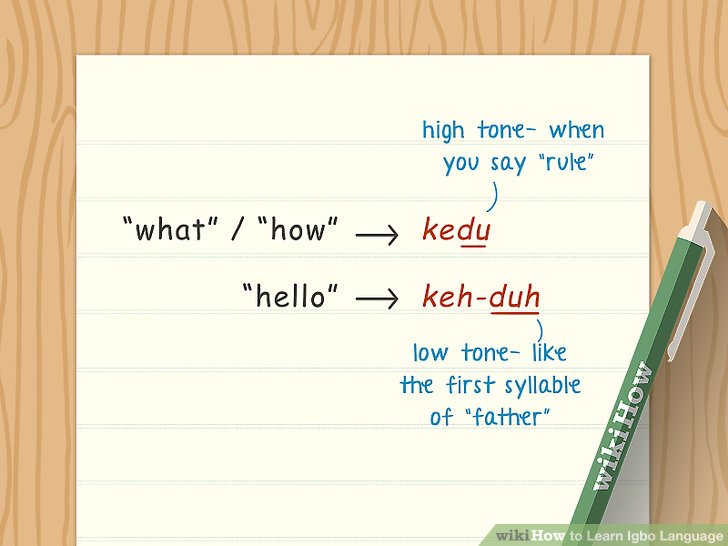 high tone- when
you say "rule"
"what" / "how" → kedu
"hello" → keh-duh
low tone- like
the first syllable
of "father"
wikiHow
wikiHow to Learn Igbo Language